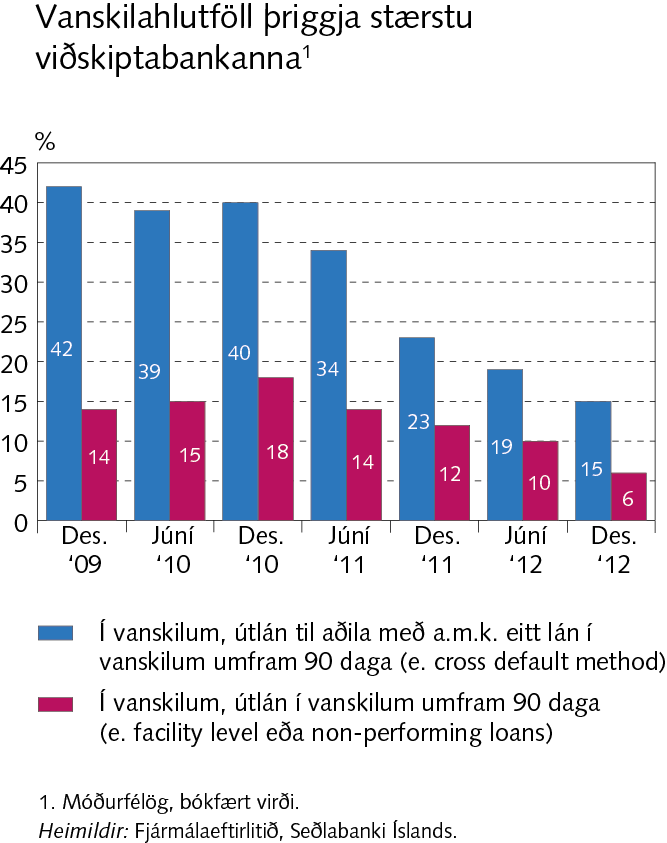 Vanskilahlutföll þriggja stærstu
viðskiptabankanna¹
%
45
40
35
30
25
20
15
10
5
0
42
14
39
15
40
18
34
14
23
12
19
10
15
6
Des. Júní Des. Júní Des. Júní Des.
‘09 ‘10 ‘10 ‘11 ‘11 ‘12 ‘12
Í vanskilum, útlán til aðila með a.m.k. eitt lán í
vanskilum umfram 90 daga (e. cross default method)
Í vanskilum, útlán í vanskilum umfram 90 daga
(e. facility level eða non-performing loans)
1. Móðurfélög, bókfært virði.
Heimildir: Fjármálaeftirlitið, Seðlabanki Íslands.